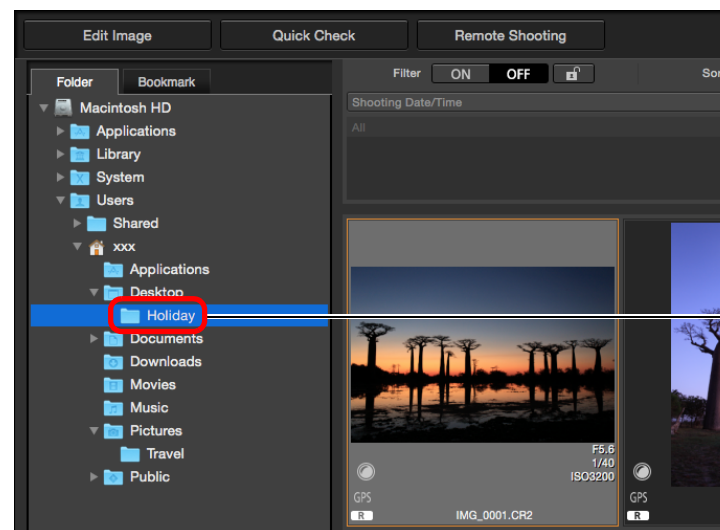 Edit Image
Quick Check
Remote Shooting
Folder
Bookmark
Filter
ON
OFF
Shooting Date/Time
All
Macintosh HD
Applications
Library
System
Users
Shared
xxx
Applications
Desktop
Holiday
Documents
Downloads
Movies
Music
Pictures
Travel
Public
F5.6
1/40
ISO3200
GPS
R
IMG_0001.CR2
GPS
R